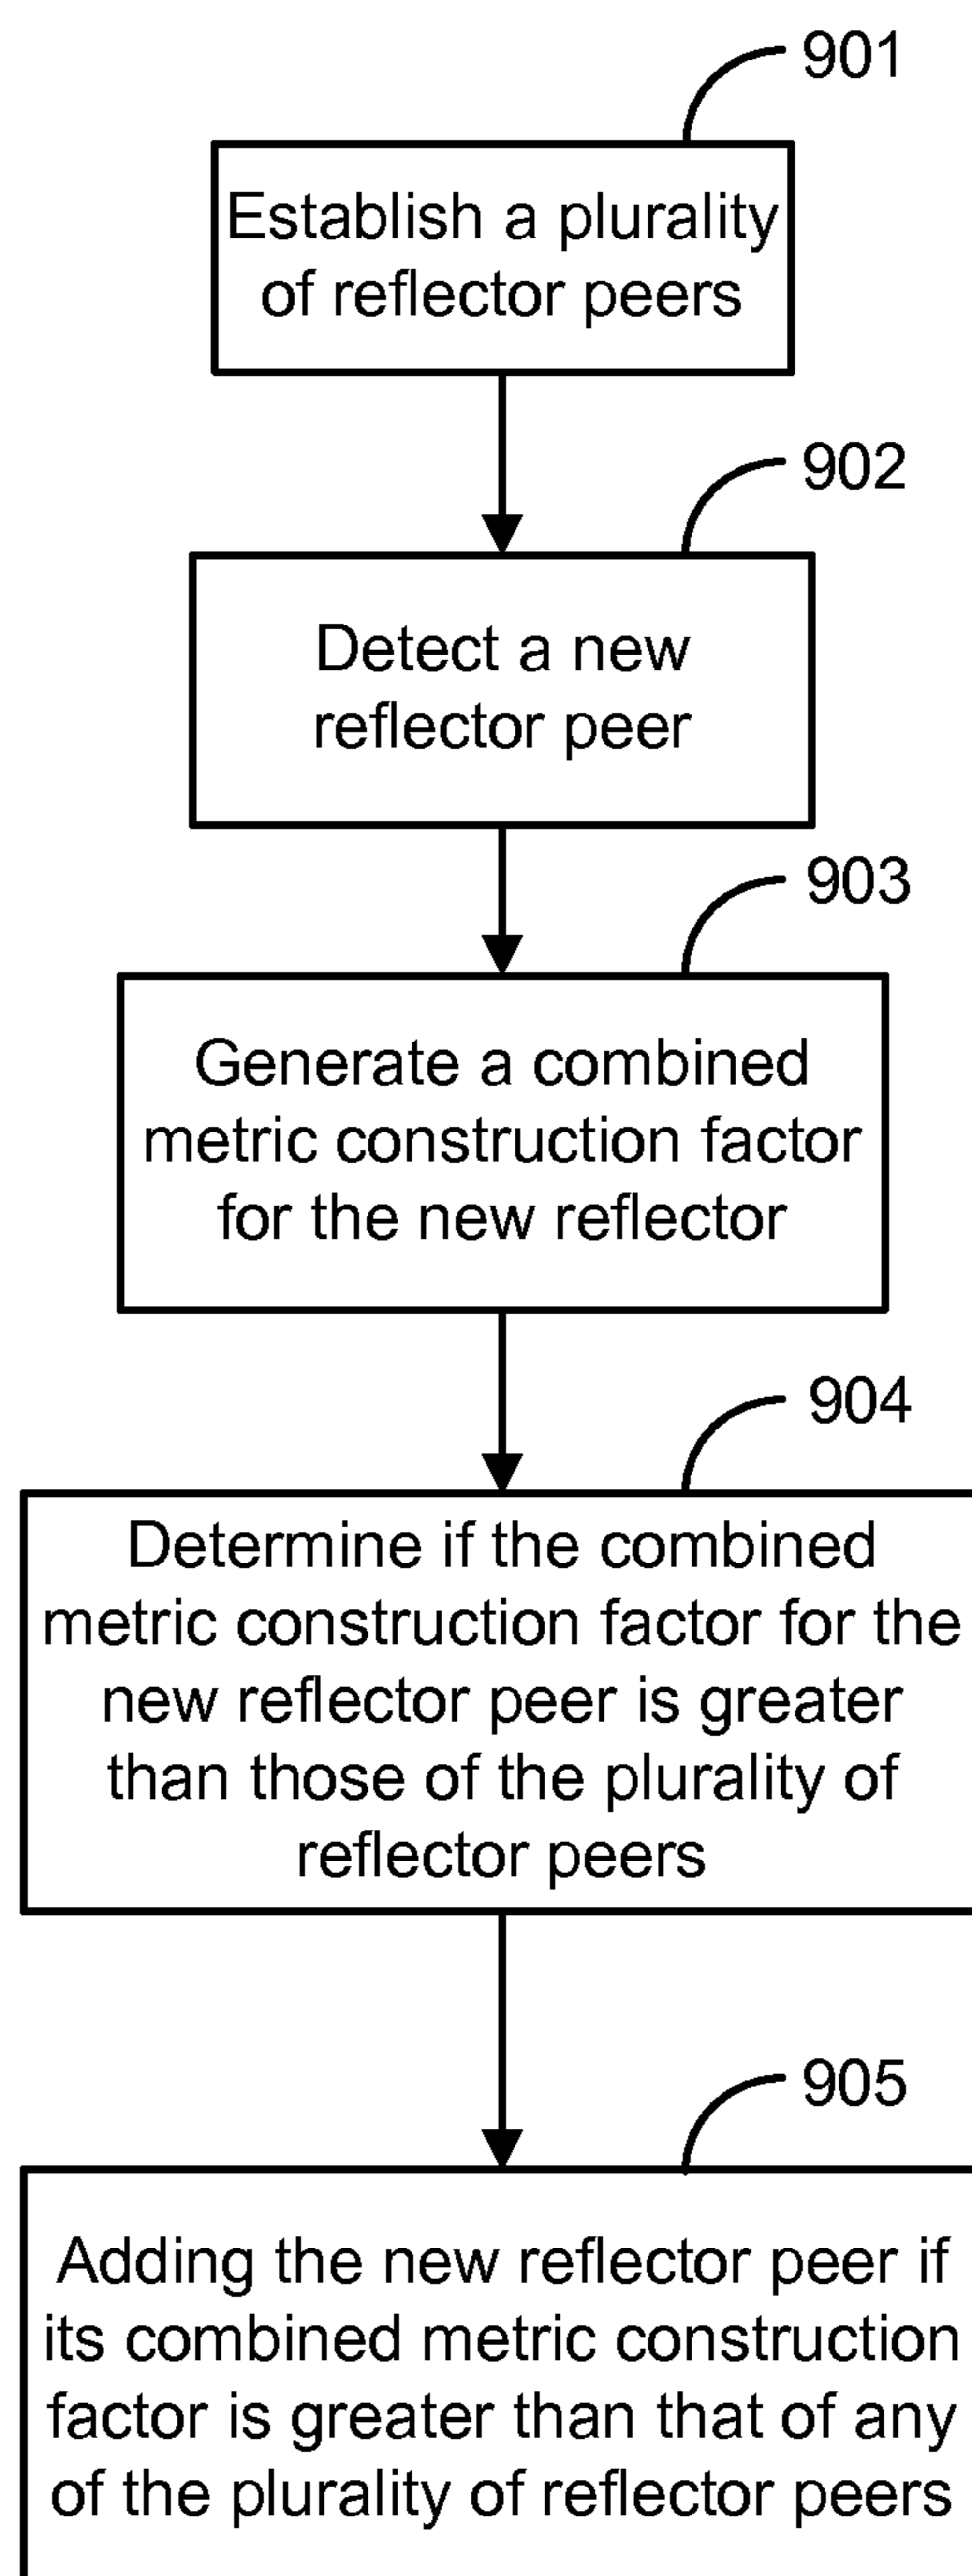 901
Establish a plurality
of reflector peers
902
Detect a new
reflector peer
903
Generate a combined
metric construction factor
for the new reflector
904
Determine if the combined
metric construction factor for the
new reflector peer is greater
than those of the plurality of
reflector peers
905
Adding the new reflector peer if
its combined metric construction
factor is greater than that of any
of the plurality of reflector peers